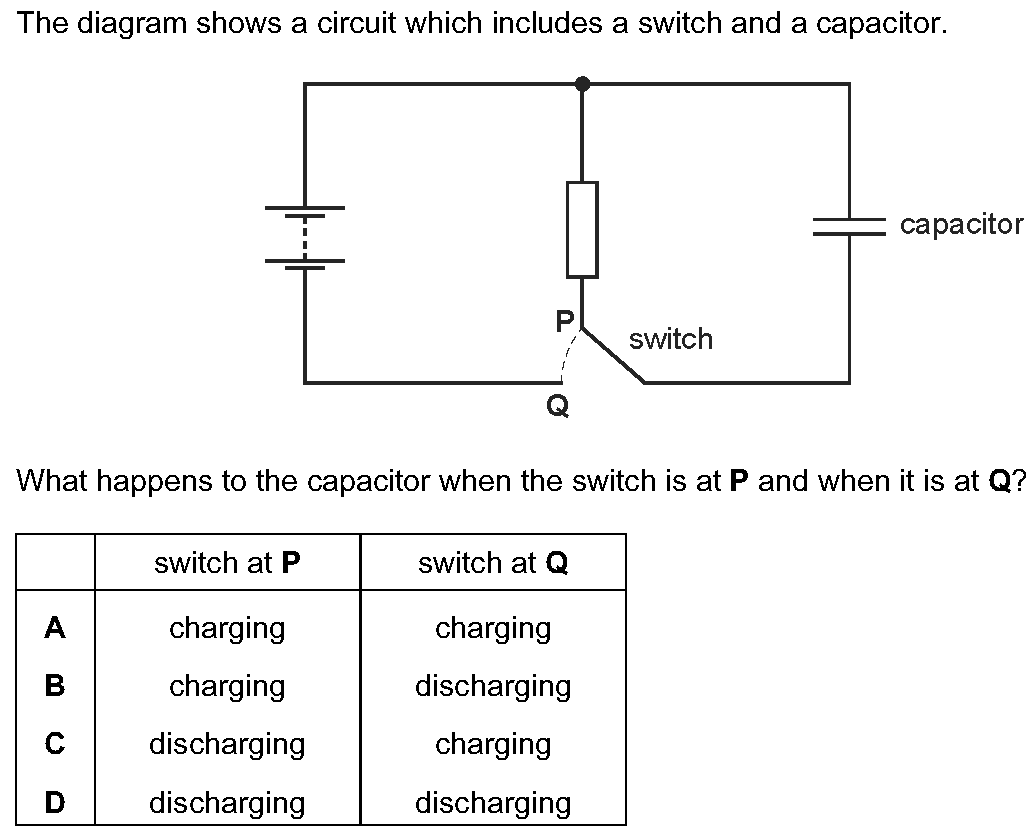 The diagram shows a circuit which includes a switch and a capacitor.
capacitor
P
switch
Q
What happens to the capacitor when the switch is at P and when it is at Q?
switch at P switch at Q
A charging charging
B charging discharging
C discharging charging
D discharging discharging